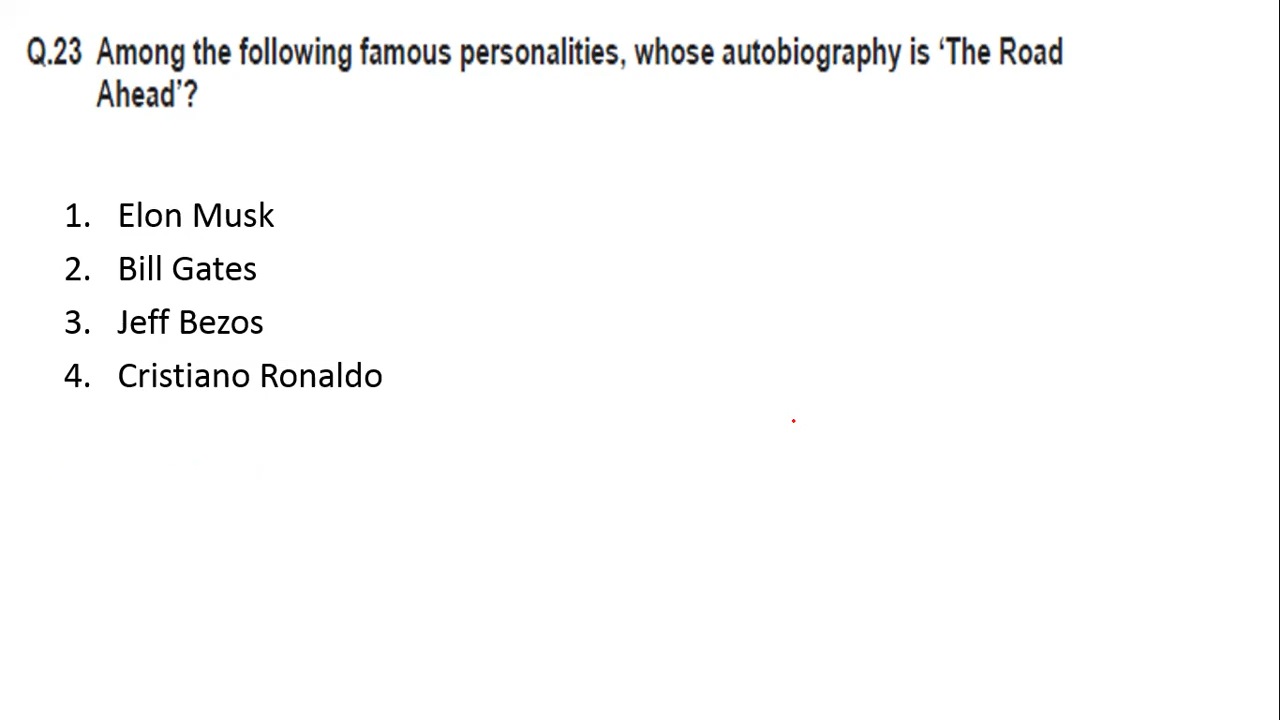 Q.23 Among the following famous personalities, whose autobiography is ‘The Road
Ahead’?
1. Elon Musk
2. Bill Gates
3. Jeff Bezos
4. Cristiano Ronaldo